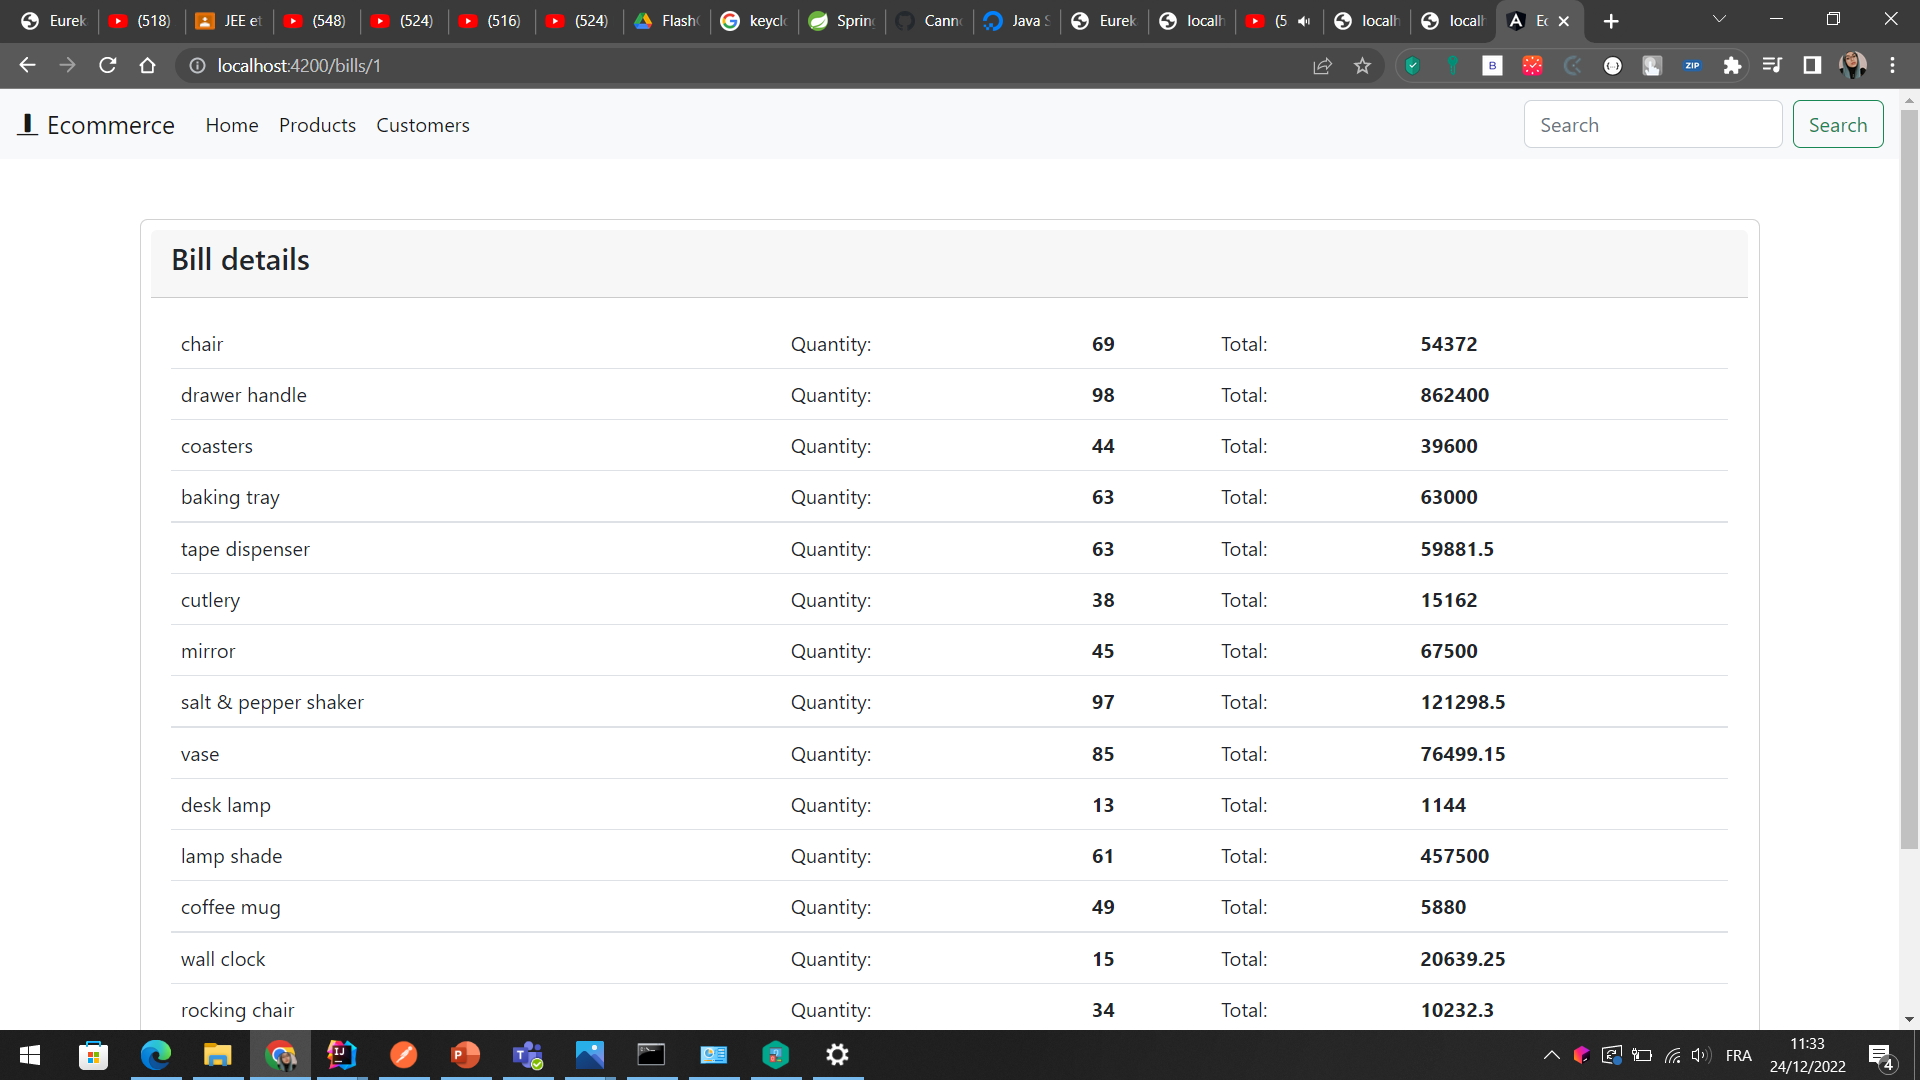 Eurek (518) JEE et (548) (524) (516) (524) Flash keyclo Spring Canno Java S Eurek localh (5 localh localh Ec
localhost:4200/bills/1
B ZIP
Ecommerce Home Products Customers Search Search
Bill details
chair Quantity: 69 Total: 54372
drawer handle Quantity: 98 Total: 862400
coasters Quantity: 44 Total: 39600
baking tray Quantity: 63 Total: 63000
tape dispenser Quantity: 63 Total: 59881.5
cutlery Quantity: 38 Total: 15162
mirror Quantity: 45 Total: 67500
salt & pepper shaker Quantity: 97 Total: 121298.5
vase Quantity: 85 Total: 76499.15
desk lamp Quantity: 13 Total: 1144
lamp shade Quantity: 61 Total: 457500
coffee mug Quantity: 49 Total: 5880
wall clock Quantity: 15 Total: 20639.25
rocking chair Quantity: 34 Total: 10232.3
FRA 11:33
24/12/2022 4